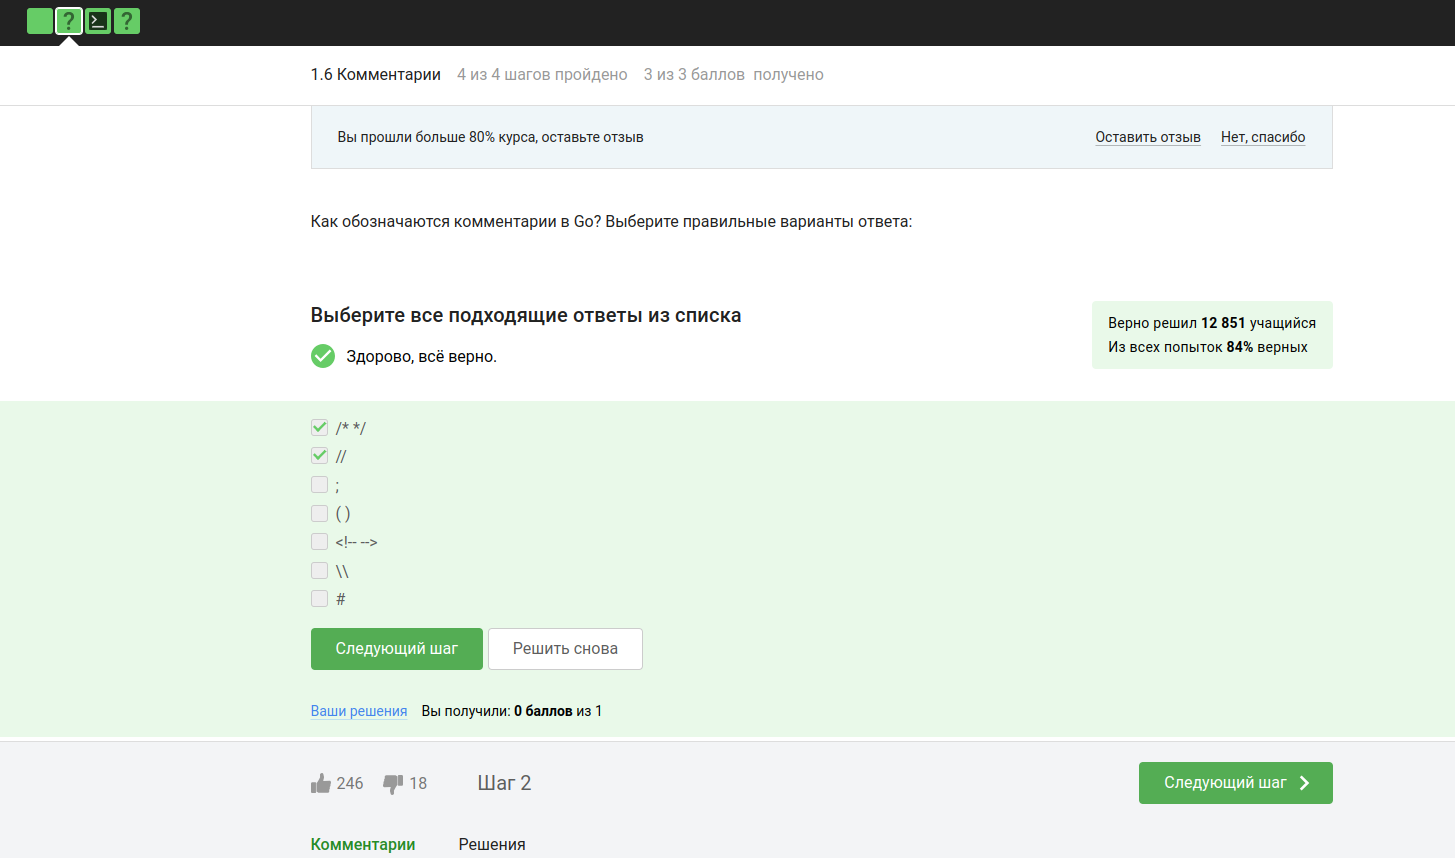 ? ?
1.6 Комментарии 4 из 4 шагов пройдено 3 из 3 баллов получено
Вы прошли больше 80% курса, оставьте отзыв Оставить отзыв Нет, спасибо
Как обозначаются комментарии в Go? Выберите правильные варианты ответа:
Выберите все подходящие ответы из списка
Здорово, всё верно.
Верно решил 12 851 учащийся
Из всех попыток 84% верных
/* */
//
;
( )
<!-- -->
\\
#
Следующий шаг Решить снова
Ваши решения Вы получили: 0 баллов из 1
246 18 Шаг 2 Следующий шаг
Комментарии Решения